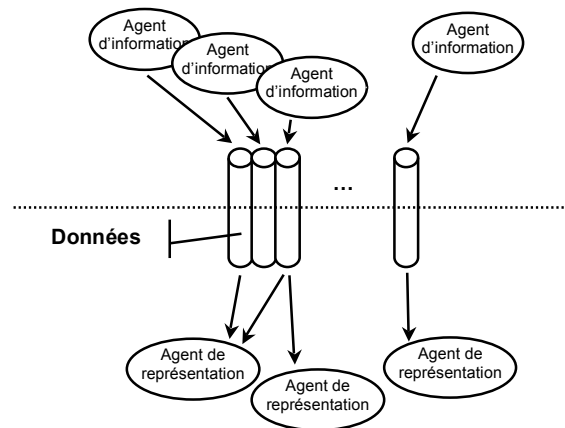 Agent
d'information
Agent
d'information
Agent
d'information
Agent
d'information
...
Données
Agent de
représentation
Agent de
représentation
Agent de
représentation